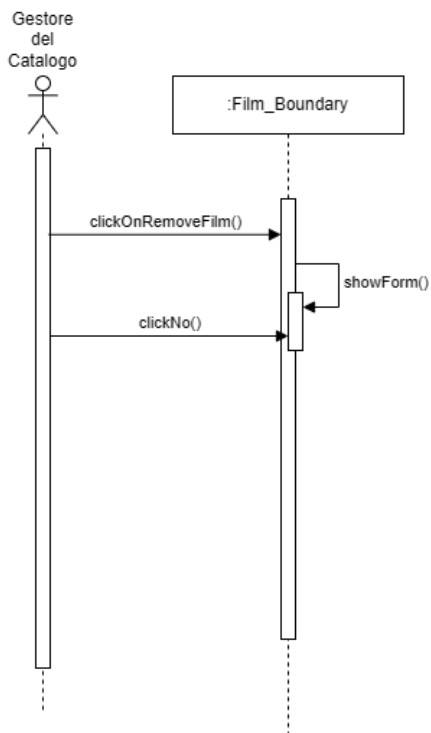 Gestore
del
Catalogo
:Film_Boundary
clickOnRemoveFilm()
showForm()
clickNo()